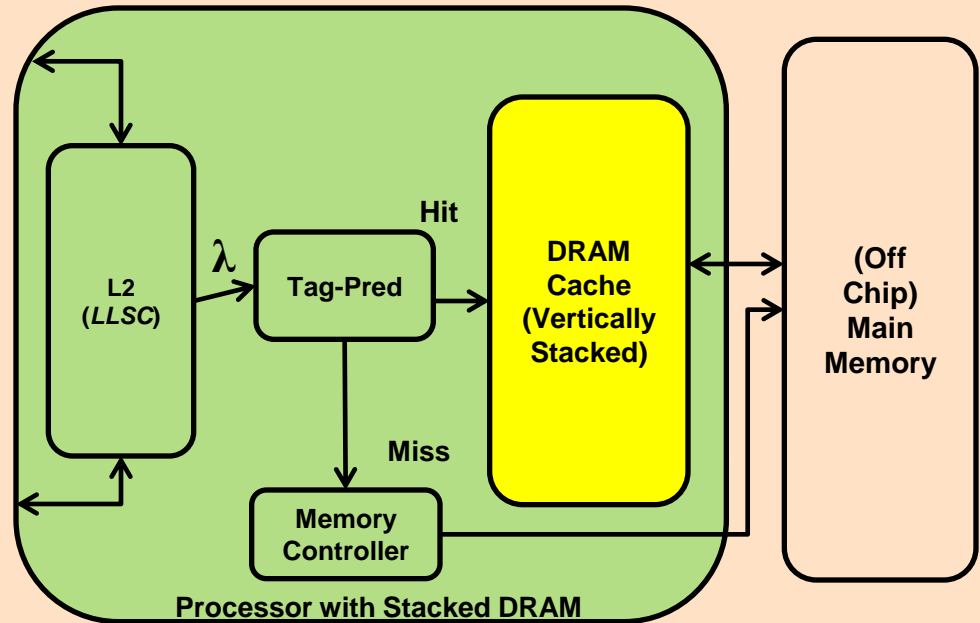 L2
(LLSC)
λ
Tag-Pred
Hit
Miss
Memory
Controller
DRAM
Cache
(Vertically
Stacked)
(Off
Chip)
Main
Memory
Processor with Stacked DRAM